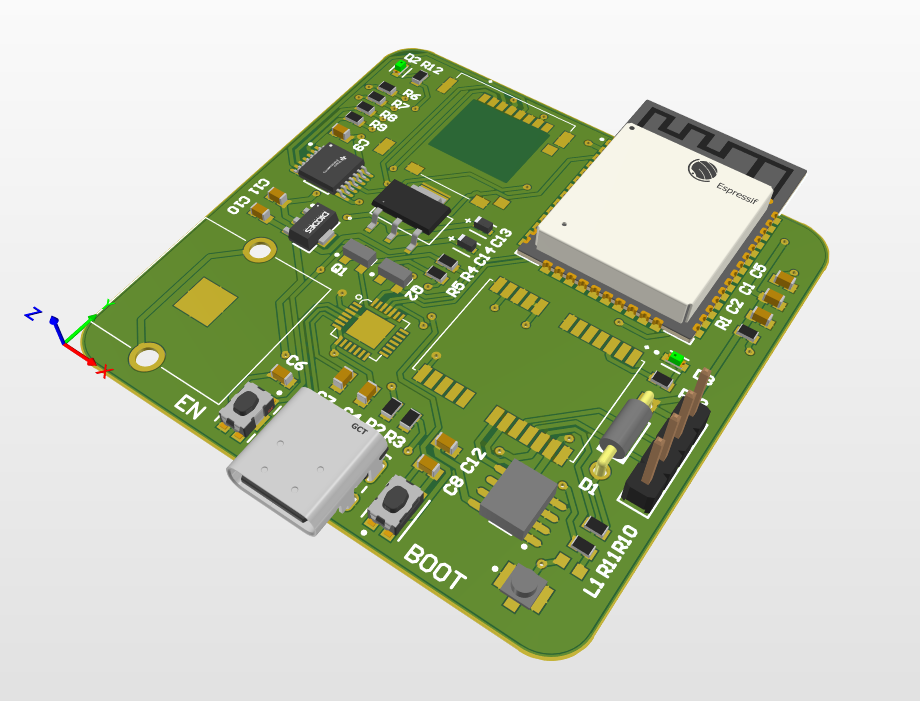 D2 R12
R6
R7
R8
R9
C11
C10
DIODES
C13
C14
R4
R5
Q1
Q2
Espressif
C5
C1
C2
R1
C6
EN
GCT
R2
R3
C12
C8
D1
BOOT
R10
R11
L1
Z
Y
X